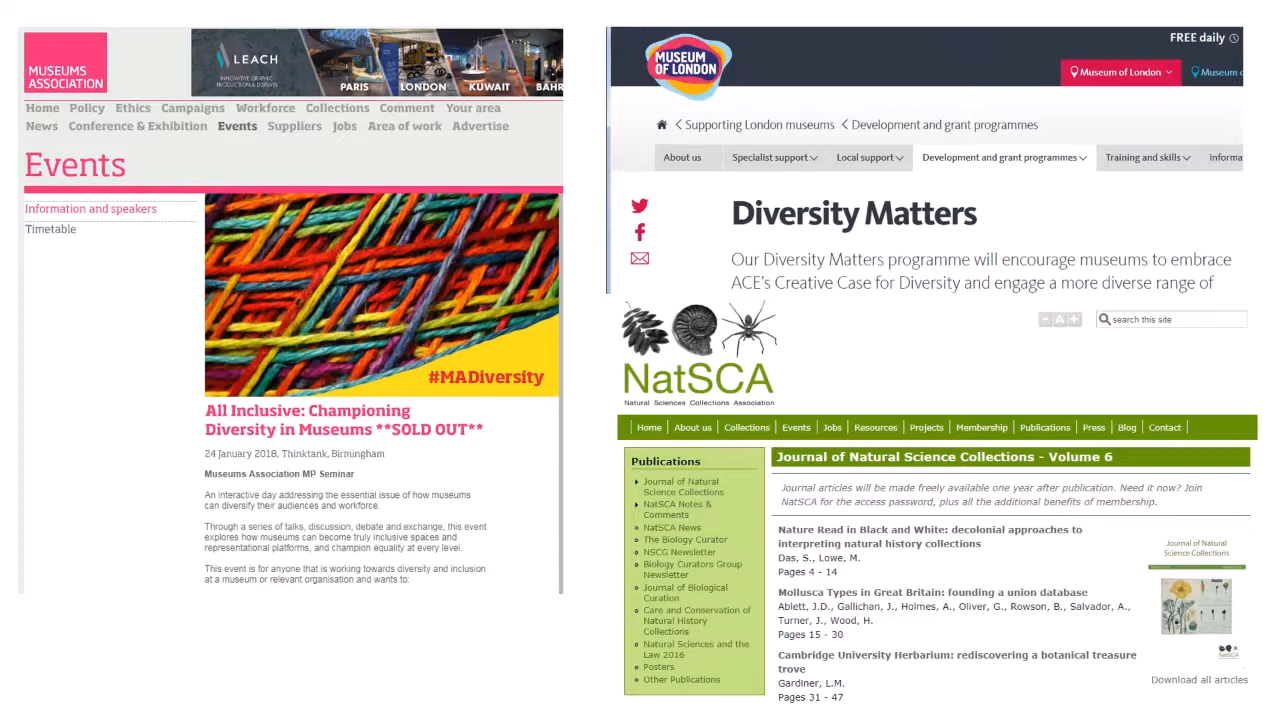 MUSEUMS
ASSOCIATION
LEACH
INNOVATIVE GRAPHIC
PRODUCTION & DISPLAYS
PARIS
LONDON
KUWAIT
BAHR
Home Policy Ethics Campaigns Workforce Collections Comment Your area
News Conference & Exhibition Events Suppliers Jobs Area of work Advertise
Events
Information and speakers
Timetable
#MADiversity
All Inclusive: Championing
Diversity in Museums **SOLD OUT**
24 January 2018, Thinktank, Birmingham
Museums Association MP Seminar
An interactive day addressing the essential issue of how museums
can diversify their audiences and workforce.
Through a series of talks, discussion, debate and exchange, this event
explores how museums can become truly inclusive spaces and
representational platforms, and champion equality at every level.
This event is for anyone that is working towards diversity and inclusion
at a museum or relevant organisation and wants to:
FREE daily
MUSEUM
OF LONDON
Museum of London
Museum o
< Supporting London museums < Development and grant programmes
About us
Specialist support
Local support
Development and grant programmes
Training and skills
Informa
Diversity Matters
Our Diversity Matters programme will encourage museums to embrace
ACE's Creative Case for Diversity and engage a more diverse range of
- A +
search this site
NatSCA
Natural Sciences Collections Association
Home | About us | Collections | Events | Jobs | Resources | Projects | Membership | Publications | Press | Blog | Contact |
Publications
Journal of Natural
Science Collections
NatSCA Notes &
Comments
NatSCA News
The Biology Curator
NSCG Newsletter
Biology Curators Group
Newsletter
Journal of Biological
Curation
Care and Conservation of
Natural History
Collections
Natural Sciences and the
Law 2016
Posters
Other Publications
Journal of Natural Science Collections - Volume 6
Journal articles will be made freely available one year after publication. Need it now? Join
NatSCA for the access password, plus all the additional benefits of membership.
Nature Read in Black and White: decolonial approaches to
interpreting natural history collections
Das, S., Lowe, M.
Pages 4 - 14
Mollusca Types in Great Britain: founding a union database
Ablett, J.D., Gallichan, J., Holmes, A., Oliver, G., Rowson, B., Salvador, A.,
Turner, J., Wood, H.
Pages 15 - 30
Cambridge University Herbarium: rediscovering a botanical treasure
trove
Gardiner, L.M.
Pages 31 - 47
Journal of Natural
Science Collections
NatSCA
Download all articles